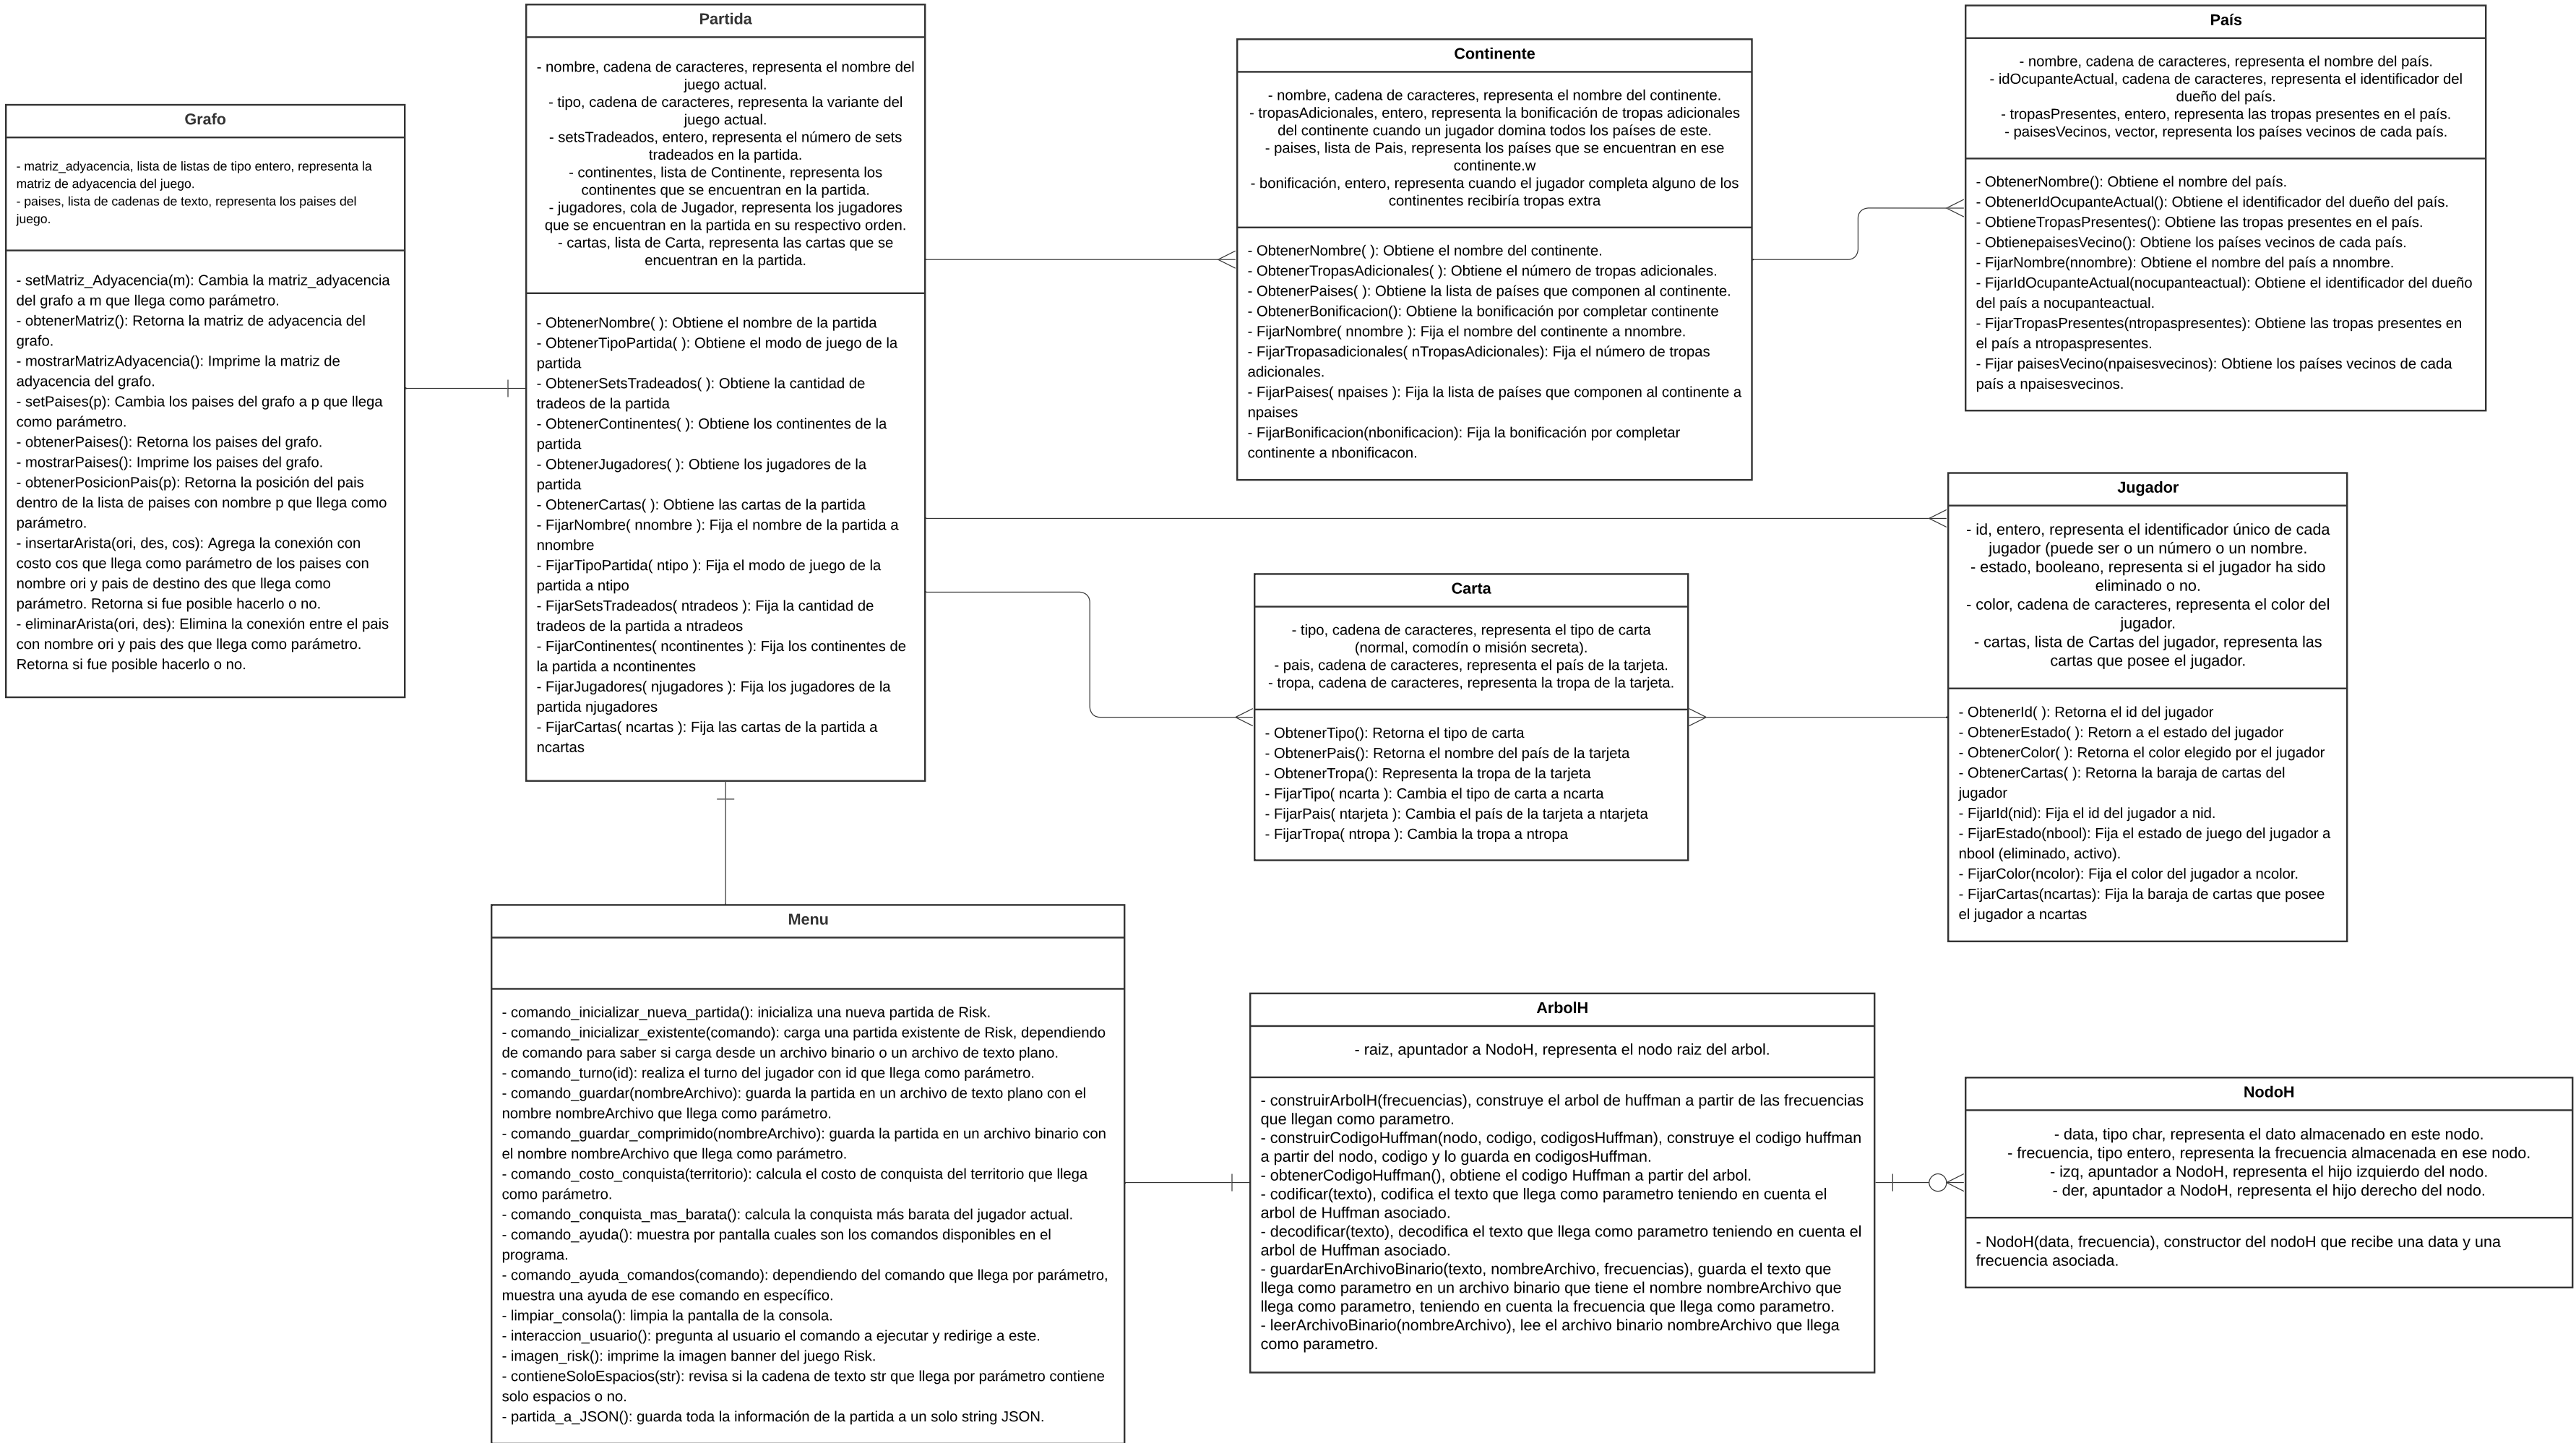 Grafo
- matriz_adyacencia, lista de listas de tipo entero, representa la
matriz de adyacencia del juego.
- paises, lista de cadenas de texto, representa los paises del
juego.
- setMatriz_Adyacencia(m): Cambia la matriz_adyacencia
del grafo a m que llega como parámetro.
- obtenerMatriz(): Retorna la matriz de adyacencia del
grafo.
- mostrarMatrizAdyacencia(): Imprime la matriz de
adyacencia del grafo.
- setPaises(p): Cambia los paises del grafo a p que llega
como parámetro.
- obtenerPaises(): Retorna los paises del grafo.
- mostrarPaises(): Imprime los paises del grafo.
- obtenerPosicionPais(p): Retorna la posición del pais
dentro de la lista de paises con nombre p que llega como
parámetro.
- insertarArista(ori, des, cos): Agrega la conexión con
costo cos que llega como parámetro de los paises con
nombre ori y pais de destino des que llega como
parámetro. Retorna si fue posible hacerlo o no.
- eliminarArista(ori, des): Elimina la conexión entre el pais
con nombre ori y pais des que llega como parámetro.
Retorna si fue posible hacerlo o no.
Partida
- nombre, cadena de caracteres, representa el nombre del
juego actual.
- tipo, cadena de caracteres, representa la variante del
juego actual.
- setsTradeados, entero, representa el número de sets
tradeados en la partida.
- continentes, lista de Continente, representa los
continentes que se encuentran en la partida.
- jugadores, cola de Jugador, representa los jugadores
que se encuentran en la partida en su respectivo orden.
- cartas, lista de Carta, representa las cartas que se
encuentran en la partida.
- ObtenerNombre( ): Obtiene el nombre de la partida
- ObtenerTipoPartida( ): Obtiene el modo de juego de la
partida
- ObtenerSetsTradeados( ): Obtiene la cantidad de
tradeos de la partida
- ObtenerContinentes( ): Obtiene los continentes de la
partida
- ObtenerJugadores( ): Obtiene los jugadores de la
partida
- ObtenerCartas( ): Obtiene las cartas de la partida
- FijarNombre( nnombre ): Fija el nombre de la partida a
nnombre
- FijarTipoPartida( ntipo ): Fija el modo de juego de la
partida a ntipo
- FijarSetsTradeados( ntradeos ): Fija la cantidad de
tradeos de la partida a ntradeos
- FijarContinentes( ncontinentes ): Fija los continentes de
la partida a ncontinentes
- FijarJugadores( njugadores ): Fija los jugadores de la
partida njugadores
- FijarCartas( ncartas ): Fija las cartas de la partida a
ncartas
Continente
- nombre, cadena de caracteres, representa el nombre del continente.
- tropasAdicionales, entero, representa la bonificación de tropas adicionales
del continente cuando un jugador domina todos los países de este.
- paises, lista de Pais, representa los países que se encuentran en ese
continente.w
- bonificación, entero, representa cuando el jugador completa alguno de los
continentes recibiría tropas extra
- ObtenerNombre( ): Obtiene el nombre del continente.
- ObtenerTropasAdicionales( ): Obtiene el número de tropas adicionales.
- ObtenerPaises( ): Obtiene la lista de países que componen al continente.
- ObtenerBonificacion(): Obtiene la bonificación por completar continente
- FijarNombre( nnombre ): Fija el nombre del continente a nnombre.
- FijarTropasadicionales( nTropasAdicionales): Fija el número de tropas
adicionales.
- FijarPaises( npaises ): Fija la lista de países que componen al continente a
npaises
- FijarBonificacion(nbonificacion): Fija la bonificación por completar
continente a nbonificacon.
País
- nombre, cadena de caracteres, representa el nombre del país.
- idOcupanteActual, cadena de caracteres, representa el identificador del
dueño del país.
- tropasPresentes, entero, representa las tropas presentes en el país.
- paisesVecinos, vector, representa los países vecinos de cada país.
- ObtenerNombre(): Obtiene el nombre del país.
- ObtenerIdOcupanteActual(): Obtiene el identificador del dueño del país.
- ObtieneTropasPresentes(): Obtiene las tropas presentes en el país.
- ObtienepaisesVecino(): Obtiene los países vecinos de cada país.
- FijarNombre(nnombre): Obtiene el nombre del país a nnombre.
- FijarIdOcupanteActual(nocupanteactual): Obtiene el identificador del dueño
del país a nocupanteactual.
- FijarTropasPresentes(ntropaspresentes): Obtiene las tropas presentes en
el país a ntropaspresentes.
- Fijar paisesVecino(npaisesvecinos): Obtiene los países vecinos de cada
país a npaisesvecinos.
Jugador
- id, entero, representa el identificador único de cada
jugador (puede ser o un número o un nombre.
- estado, booleano, representa si el jugador ha sido
eliminado o no.
- color, cadena de caracteres, representa el color del
jugador.
- cartas, lista de Cartas del jugador, representa las
cartas que posee el jugador.
- ObtenerId( ): Retorna el id del jugador
- ObtenerEstado( ): Retorn a el estado del jugador
- ObtenerColor( ): Retorna el color elegido por el jugador
- ObtenerCartas( ): Retorna la baraja de cartas del
jugador
- FijarId(nid): Fija el id del jugador a nid.
- FijarEstado(nbool): Fija el estado de juego del jugador a
nbool (eliminado, activo).
- FijarColor(ncolor): Fija el color del jugador a ncolor.
- FijarCartas(ncartas): Fija la baraja de cartas que posee
el jugador a ncartas
Carta
- tipo, cadena de caracteres, representa el tipo de carta
(normal, comodín o misión secreta).
- pais, cadena de caracteres, representa el país de la tarjeta.
- tropa, cadena de caracteres, representa la tropa de la tarjeta.
- ObtenerTipo(): Retorna el tipo de carta
- ObtenerPais(): Retorna el nombre del país de la tarjeta
- ObtenerTropa(): Representa la tropa de la tarjeta
- FijarTipo( ncarta ): Cambia el tipo de carta a ncarta
- FijarPais( ntarjeta ): Cambia el país de la tarjeta a ntarjeta
- FijarTropa( ntropa ): Cambia la tropa a ntropa
Menu
- comando_inicializar_nueva_partida(): inicializa una nueva partida de Risk.
- comando_inicializar_existente(comando): carga una partida existente de Risk, dependiendo
de comando para saber si carga desde un archivo binario o un archivo de texto plano.
- comando_turno(id): realiza el turno del jugador con id que llega como parámetro.
- comando_guardar(nombreArchivo): guarda la partida en un archivo de texto plano con el
nombre nombreArchivo que llega como parámetro.
- comando_guardar_comprimido(nombreArchivo): guarda la partida en un archivo binario con
el nombre nombreArchivo que llega como parámetro.
- comando_costo_conquista(territorio): calcula el costo de conquista del territorio que llega
como parámetro.
- comando_conquista_mas_barata(): calcula la conquista más barata del jugador actual.
- comando_ayuda(): muestra por pantalla cuales son los comandos disponibles en el
programa.
- comando_ayuda_comandos(comando): dependiendo del comando que llega por parámetro,
muestra una ayuda de ese comando en específico.
- limpiar_consola(): limpia la pantalla de la consola.
- interaccion_usuario(): pregunta al usuario el comando a ejecutar y redirige a este.
- imagen_risk(): imprime la imagen banner del juego Risk.
- contieneSoloEspacios(str): revisa si la cadena de texto str que llega por parámetro contiene
solo espacios o no.
- partida_a_JSON(): guarda toda la información de la partida a un solo string JSON.
ArbolH
- raiz, apuntador a NodoH, representa el nodo raiz del arbol.
- construirArbolH(frecuencias), construye el arbol de huffman a partir de las frecuencias
que llegan como parametro.
- construirCodigoHuffman(nodo, codigo, codigosHuffman), construye el codigo huffman
a partir del nodo, codigo y lo guarda en codigosHuffman.
- obtenerCodigoHuffman(), obtiene el codigo Huffman a partir del arbol.
- codificar(texto), codifica el texto que llega como parametro teniendo en cuenta el
arbol de Huffman asociado.
- decodificar(texto), decodifica el texto que llega como parametro teniendo en cuenta el
arbol de Huffman asociado.
- guardarEnArchivoBinario(texto, nombreArchivo, frecuencias), guarda el texto que
llega como parametro en un archivo binario que tiene el nombre nombreArchivo que
llega como parametro, teniendo en cuenta la frecuencia que llega como parametro.
- leerArchivoBinario(nombreArchivo), lee el archivo binario nombreArchivo que llega
como parametro.
NodoH
- data, tipo char, representa el dato almacenado en este nodo.
- frecuencia, tipo entero, representa la frecuencia almacenada en ese nodo.
- izq, apuntador a NodoH, representa el hijo izquierdo del nodo.
- der, apuntador a NodoH, representa el hijo derecho del nodo.
- NodoH(data, frecuencia), constructor del nodoH que recibe una data y una
frecuencia asociada.